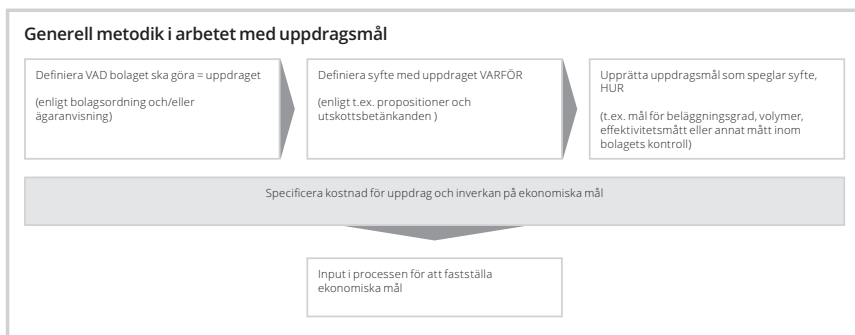 Generell metodik i arbetet med uppdragsmål
Definiera VAD bolaget ska göra = uppdraget
(enligt bolagsordning och/eller
ägaranvisning)
Definiera syfte med uppdraget VARFÖR
(enligt t.ex. propositioner och
utskottsbetänkanden )
Upprätta uppdragsmål som speglar syfte,
HUR
(t.ex. mål för beläggningsgrad, volymer,
effektivitetsmått eller annat mått inom
bolagets kontroll)
Specificera kostnad för uppdrag och inverkan på ekonomiska mål
Input i processen för att fastställa
ekonomiska mål